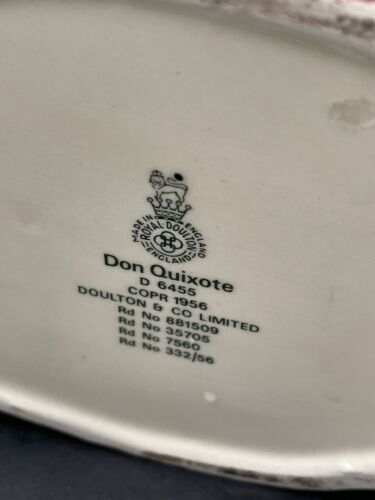 MADE IN ENGLAND
ROYAL DOULTON
ENGLAND
Don Quixote
D 6455
COPR 1956
DOULTON & CO LIMITED
Rd No 881509
Rd No 35705
Rd No 7560
Rd No 332/56